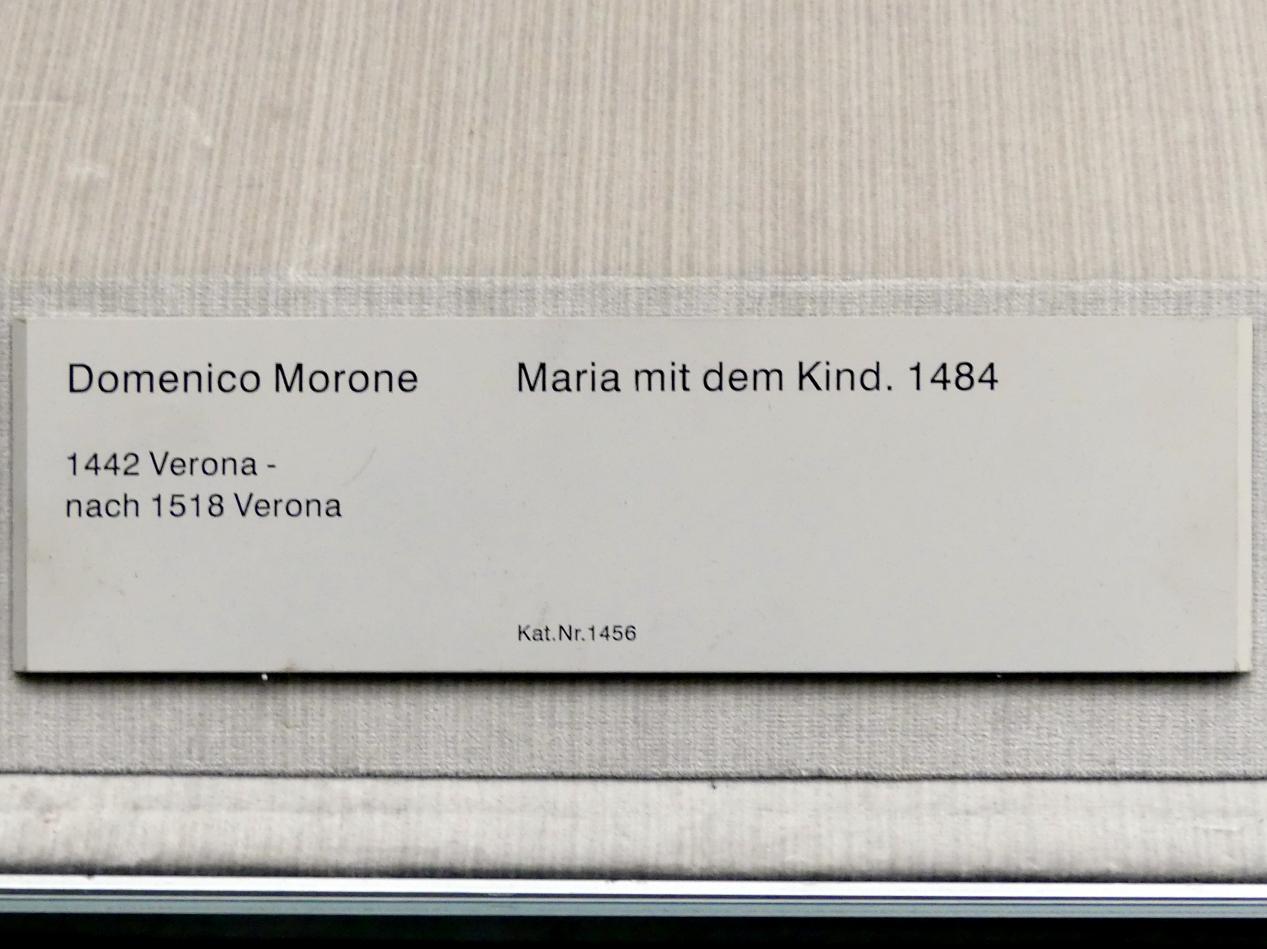 Domenico Morone
1442 Verona -
nach 1518 Verona
Maria mit dem Kind. 1484
Kat.Nr.1456